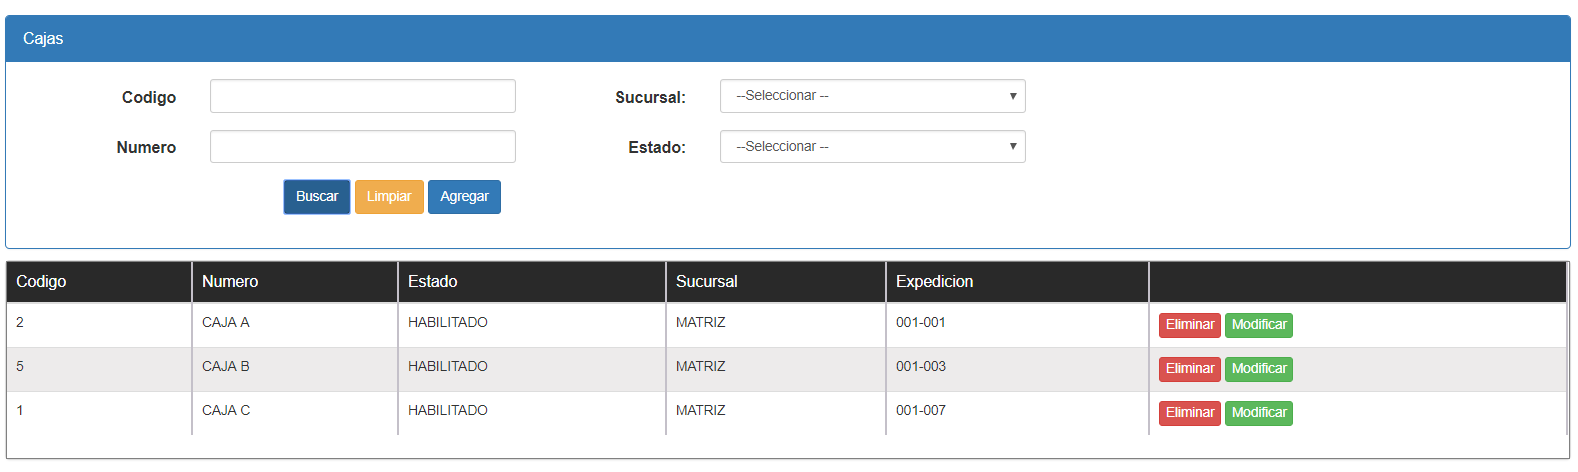 Cajas
Codigo Sucursal: --Seleccionar --
Numero Estado: --Seleccionar --
Buscar Limpiar Agregar
Codigo Numero Estado Sucursal Expedicion
2 CAJA A HABILITADO MATRIZ 001-001 Eliminar Modificar
5 CAJA B HABILITADO MATRIZ 001-003 Eliminar Modificar
1 CAJA C HABILITADO MATRIZ 001-007 Eliminar Modificar